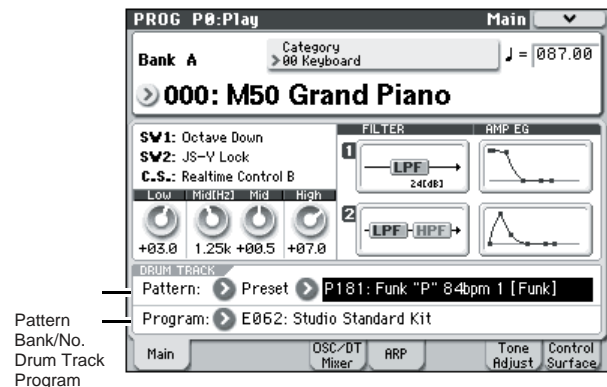 PROG P0:Play Main
Bank A
Category
00 Keyboard
♩ = 087.00
000: M50 Grand Piano
SW1: Octave Down
SW2: JS-Y Lock
C.S.: Realtime Control B
Low Mid[Hz] Mid High
+03.0 1.25k +00.5 +07.0
FILTER
1
LPF
24[dB]
2
LPF HPF
AMP EG
DRUM TRACK
Pattern: Preset P181: Funk "P" 84bpm 1 [Funk]
Program: E062: Studio Standard Kit
Main
OSC/DT
Mixer
ARP
Tone
Adjust
Control
Surface
Pattern
Bank/No.
Drum Track
Program